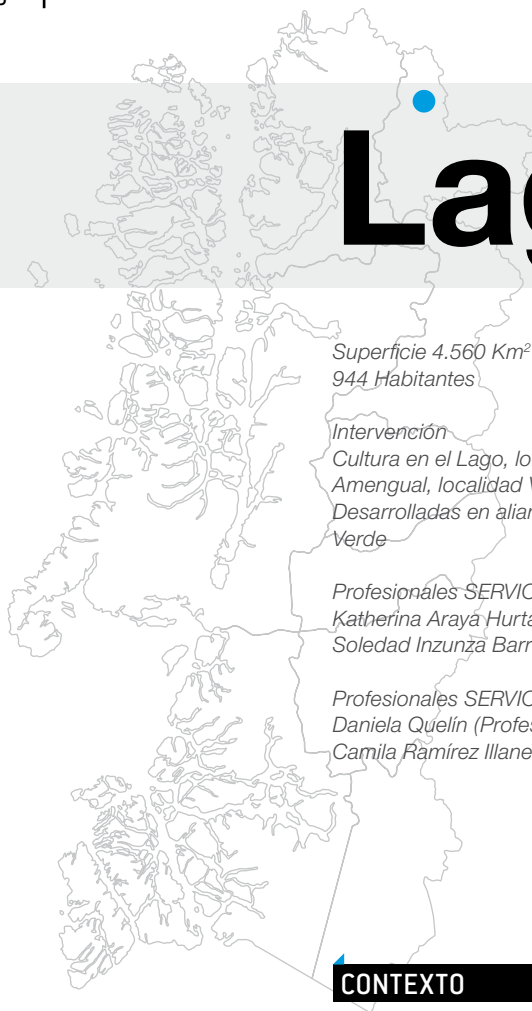 Lag
Superficie 4.560 Km²
944 Habitantes
Intervención
Cultura en el Lago, lo
Amengual, localidad V
Desarrolladas en alian
Verde
Profesionales SERVIC
Katherina Araya Hurta
Soledad Inzunza Barr
Profesionales SERVIC
Daniela Quelín (Profes
Camila Ramírez Illane
CONTEXTO